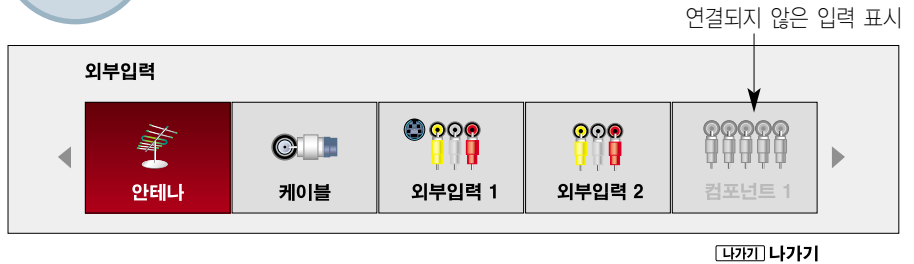 연결되지 않은 입력 표시
외부입력
안테나 케이블 외부입력 1 외부입력 2 컴포넌트 1
나가기 나가기